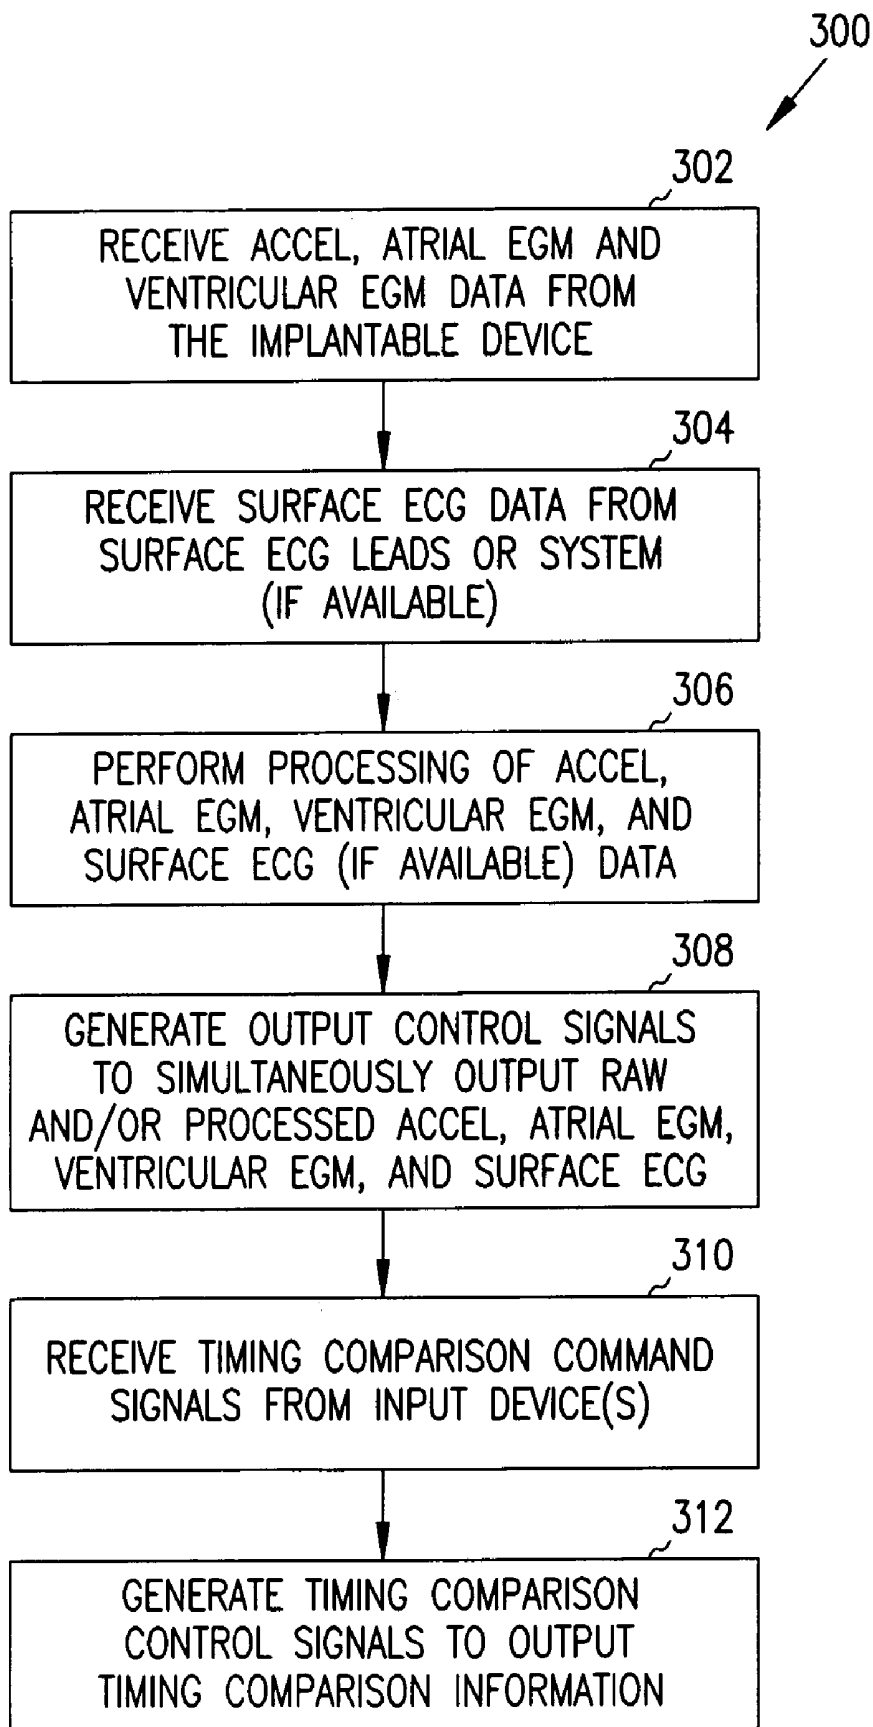 300
302
RECEIVE ACCEL, ATRIAL EGM AND
VENTRICULAR EGM DATA FROM
THE IMPLANTABLE DEVICE
304
RECEIVE SURFACE ECG DATA FROM
SURFACE ECG LEADS OR SYSTEM
(IF AVAILABLE)
306
PERFORM PROCESSING OF ACCEL,
ATRIAL EGM, VENTRICULAR EGM, AND
SURFACE ECG (IF AVAILABLE) DATA
308
GENERATE OUTPUT CONTROL SIGNALS
TO SIMULTANEOUSLY OUTPUT RAW
AND/OR PROCESSED ACCEL, ATRIAL EGM,
VENTRICULAR EGM, AND SURFACE ECG
310
RECEIVE TIMING COMPARISON COMMAND
SIGNALS FROM INPUT DEVICE(S)
312
GENERATE TIMING COMPARISON
CONTROL SIGNALS TO OUTPUT
TIMING COMPARISON INFORMATION